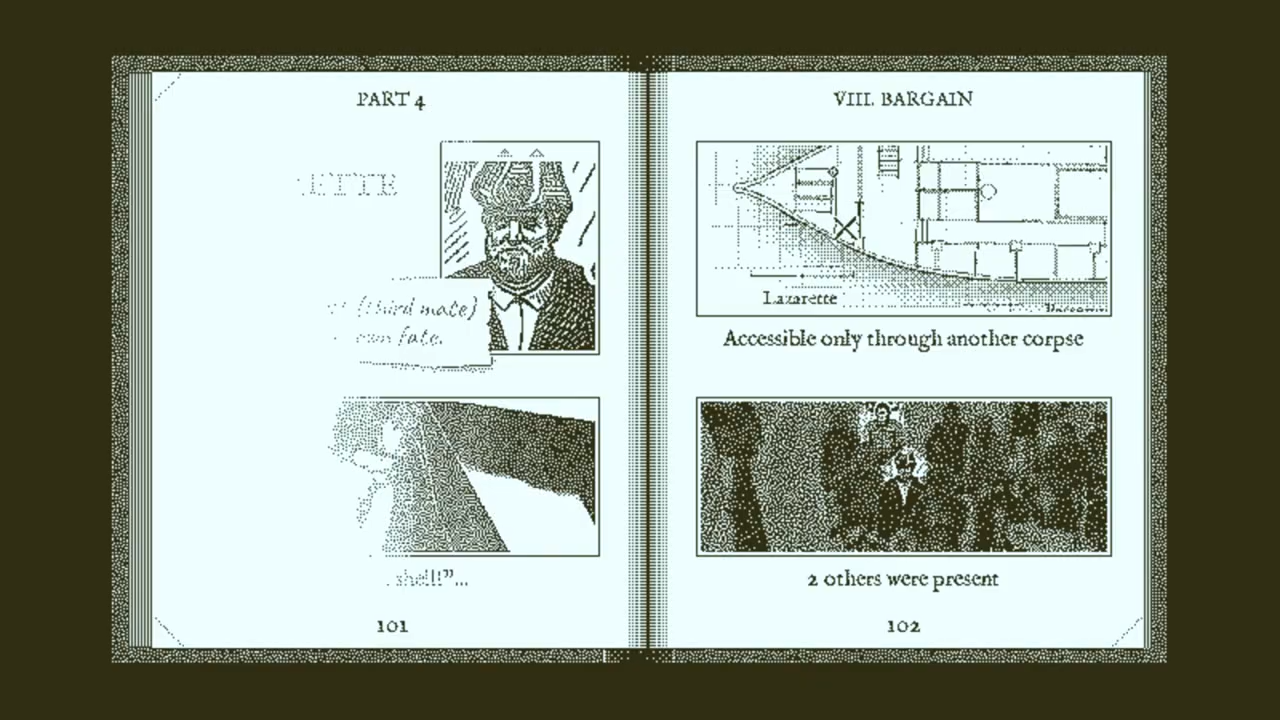 PART 4
ETTE
(third mate)
own fate.
shell!”...
101
VIII. BARGAIN
Lazarette
Accessible only through another corpse
2 others were present
102